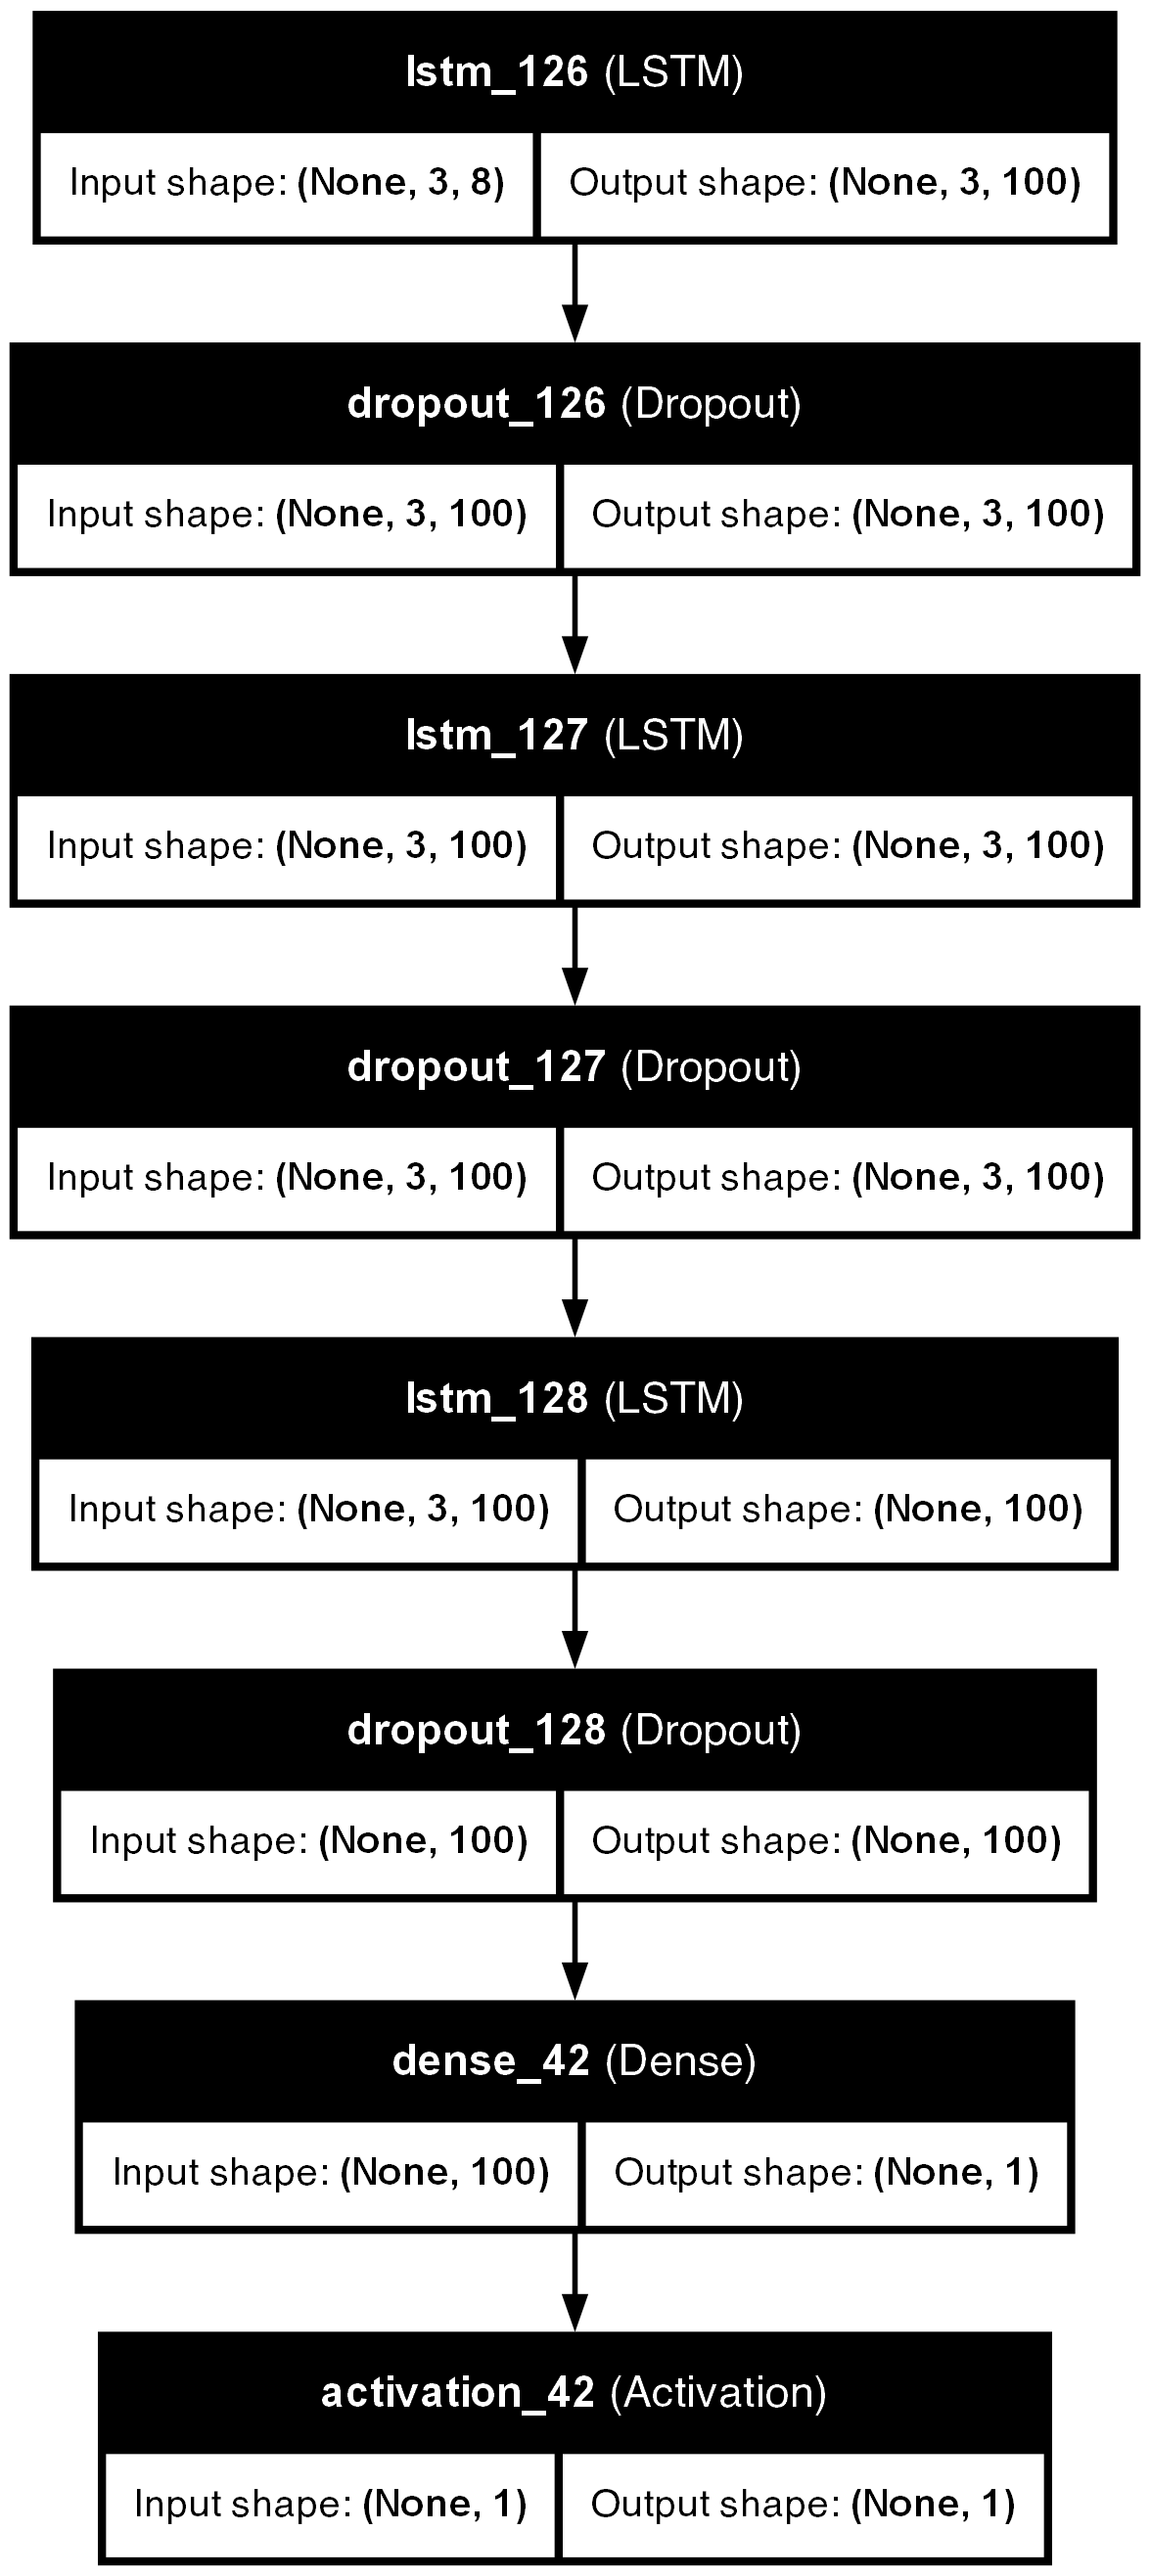 lstm_126 (LSTM)
Input shape: (None, 3, 8) Output shape: (None, 3, 100)
dropout_126 (Dropout)
Input shape: (None, 3, 100) Output shape: (None, 3, 100)
lstm_127 (LSTM)
Input shape: (None, 3, 100) Output shape: (None, 3, 100)
dropout_127 (Dropout)
Input shape: (None, 3, 100) Output shape: (None, 3, 100)
lstm_128 (LSTM)
Input shape: (None, 3, 100) Output shape: (None, 100)
dropout_128 (Dropout)
Input shape: (None, 100) Output shape: (None, 100)
dense_42 (Dense)
Input shape: (None, 100) Output shape: (None, 1)
activation_42 (Activation)
Input shape: (None, 1) Output shape: (None, 1)